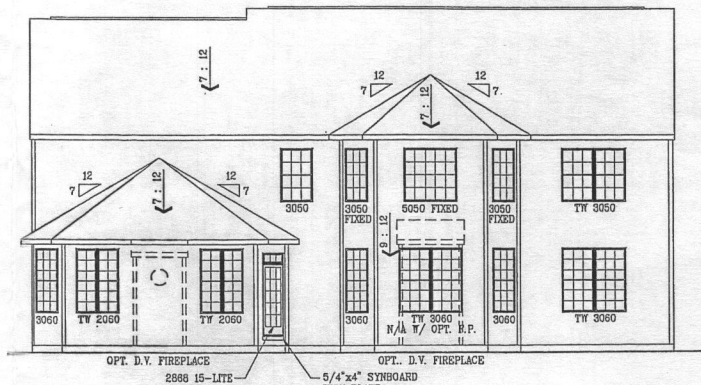 7 : 12
12
7
7 : 12
12
7
12
7
7 : 12
12
7
3050
3050
FIXED
5050 FIXED
3050
FIXED
TW 3050
9 : 12
3060
TW 2060
TW 2060
3060
TW 3060
N/A W/ OPT. F.P.
3060
TW 3060
OPT. D.V. FIREPLACE
OPT.. D.V. FIREPLACE
2868 15-LITE
5/4"x4" SYNBOARD